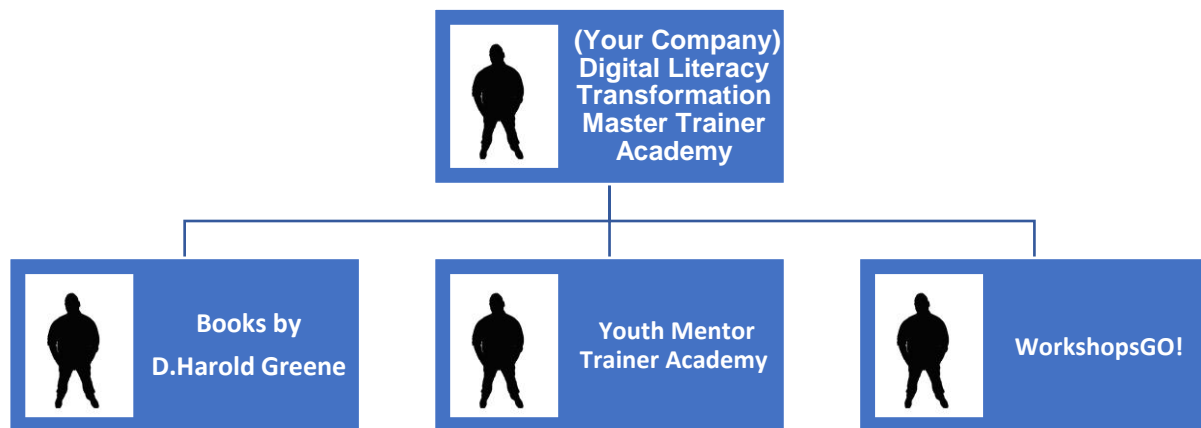 (Your Company)
Digital Literacy
Transformation
Master Trainer
Academy
Books by
D.Harold Greene
Youth Mentor
Trainer Academy
WorkshopsGO!